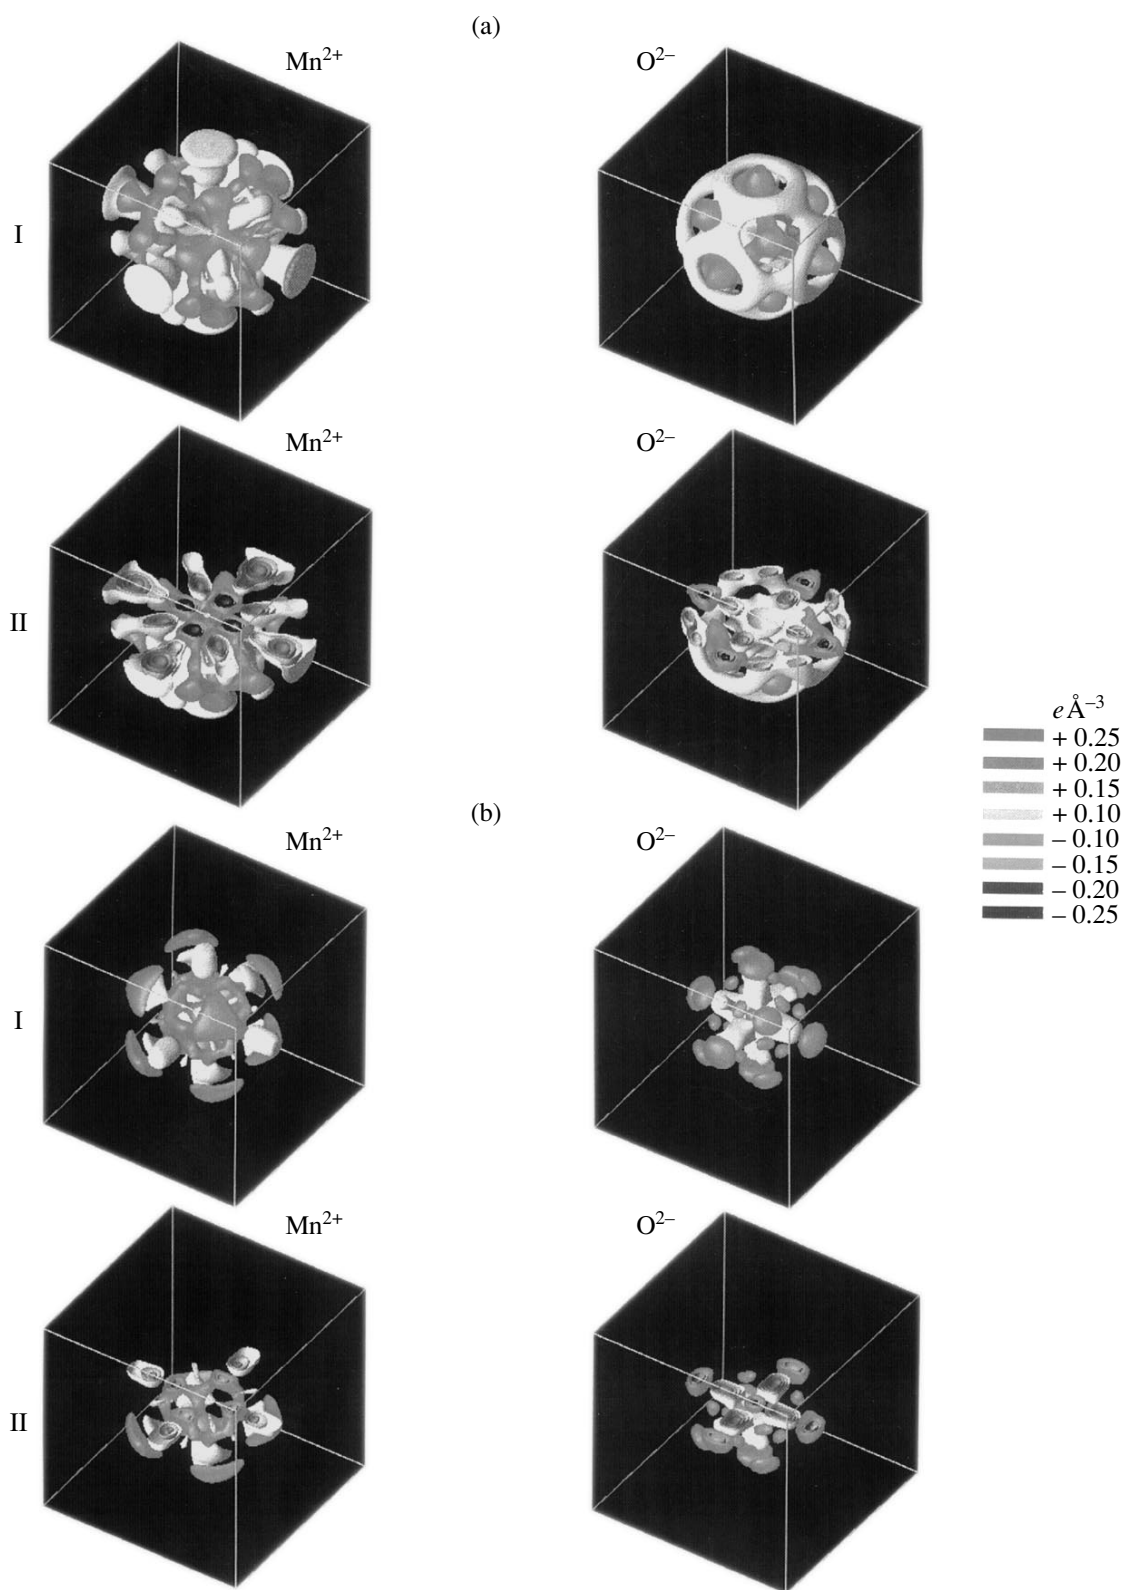 (a)
Mn²⁺ O²⁻
I
Mn²⁺ O²⁻
II
e Å⁻³
+ 0.25
+ 0.20
+ 0.15
+ 0.10
– 0.10
– 0.15
– 0.20
– 0.25
(b)
Mn²⁺ O²⁻
I
Mn²⁺ O²⁻
II